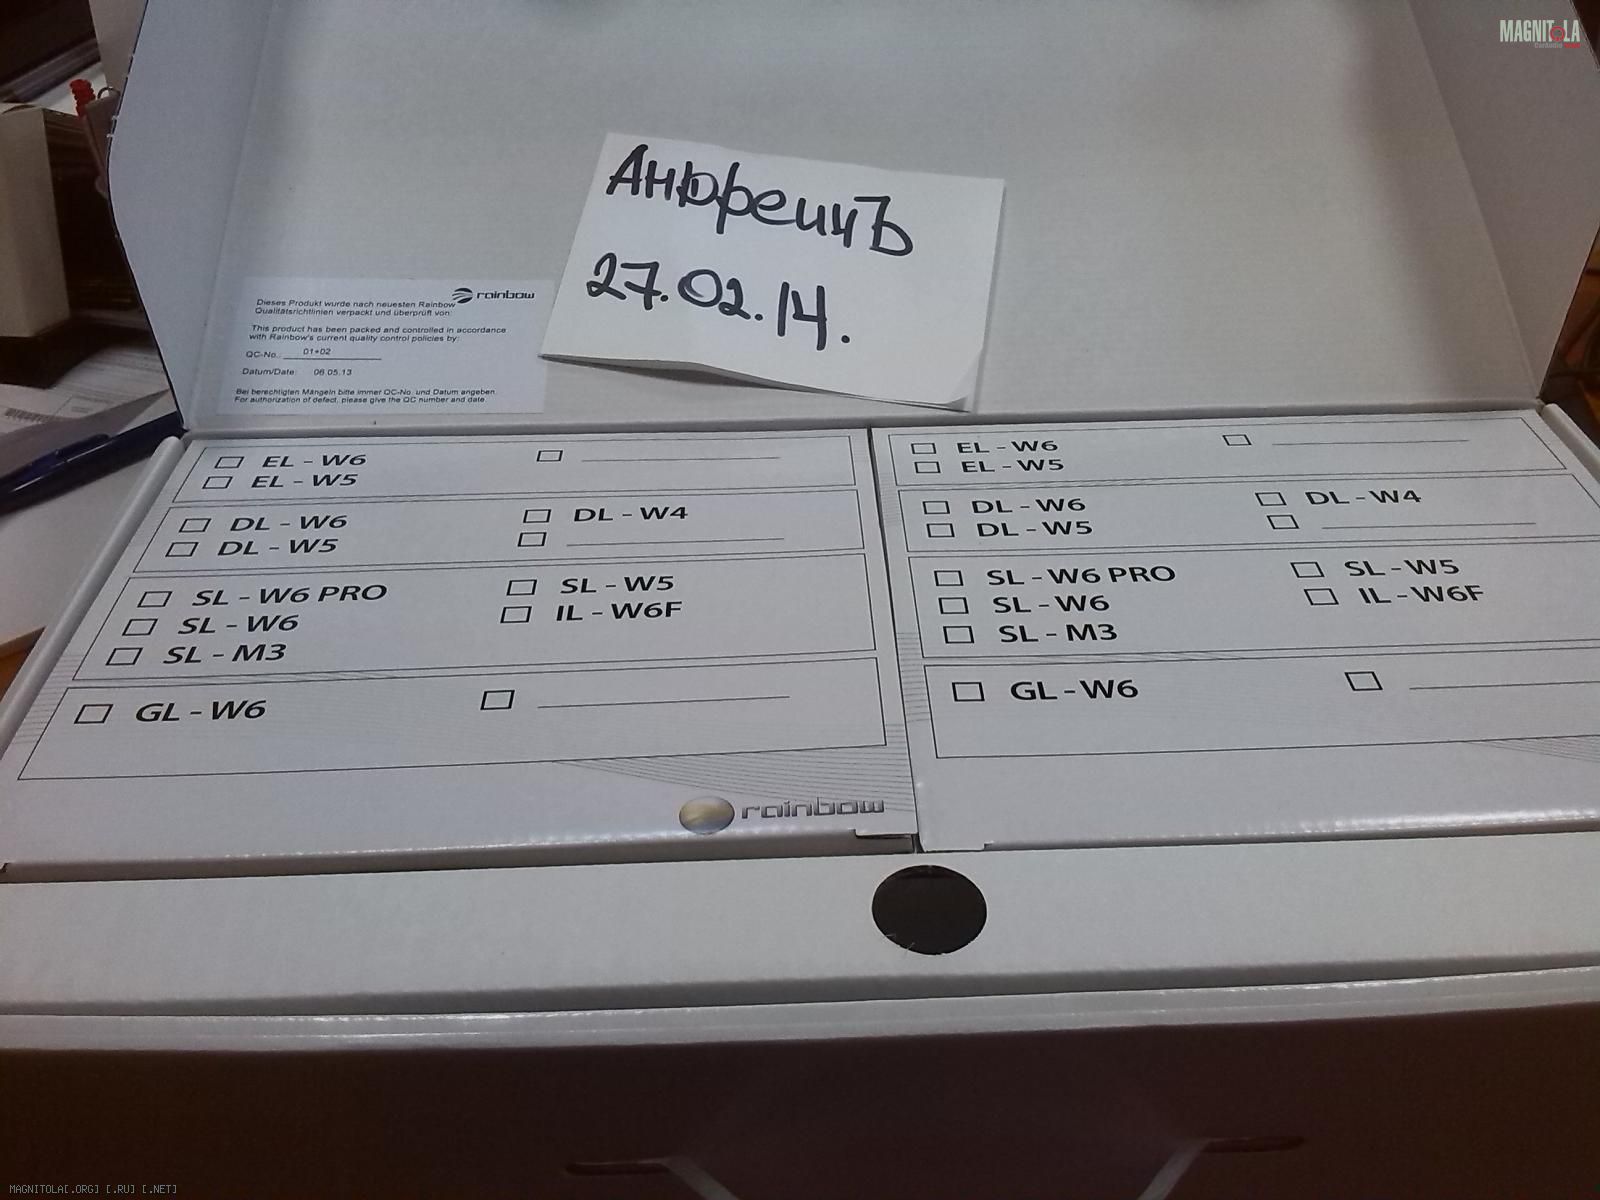 MAGNITOLA
АндреичЪ
27.02.14.
rainbow
Dieses Produkt wurde nach neuesten Rainbow
Qualitätsrichtlinien verpackt und überprüft von:
This product has been packed and controlled in accordance
with Rainbow's current quality control policies by:
QC-No.: 01+02
Datum/Date: 06.05.13
Bei berechtigten Mängeln bitte immer QC-No. und Datum angeben.
For authorization of defect, please give the QC number and date.
EL - W6
EL - W5
DL - W6 DL - W4
DL - W5
SL - W6 PRO SL - W5
SL - W6 IL - W6F
SL - M3
GL - W6
rainbow
EL - W6
EL - W5
DL - W6 DL - W4
DL - W5
SL - W6 PRO SL - W5
SL - W6 IL - W6F
SL - M3
GL - W6
MAGNITOLA[.ORG] [.RU] [.NET]